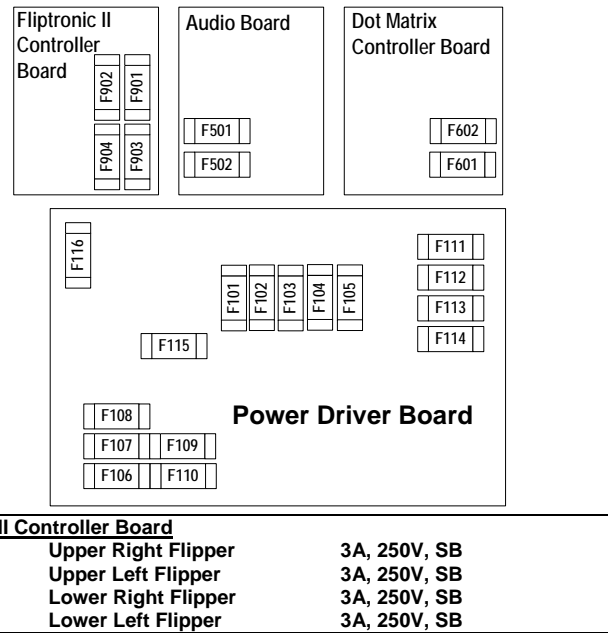 Fliptronic II
Controller
Board
F902
F901
F904
F903
Audio Board
F501
F502
Dot Matrix
Controller Board
F602
F601
F116
F101
F102
F103
F104
F105
F111
F112
F113
F114
F115
F108
Power Driver Board
F107
F109
F106
F110
II Controller Board
Upper Right Flipper 3A, 250V, SB
Upper Left Flipper 3A, 250V, SB
Lower Right Flipper 3A, 250V, SB
Lower Left Flipper 3A, 250V, SB